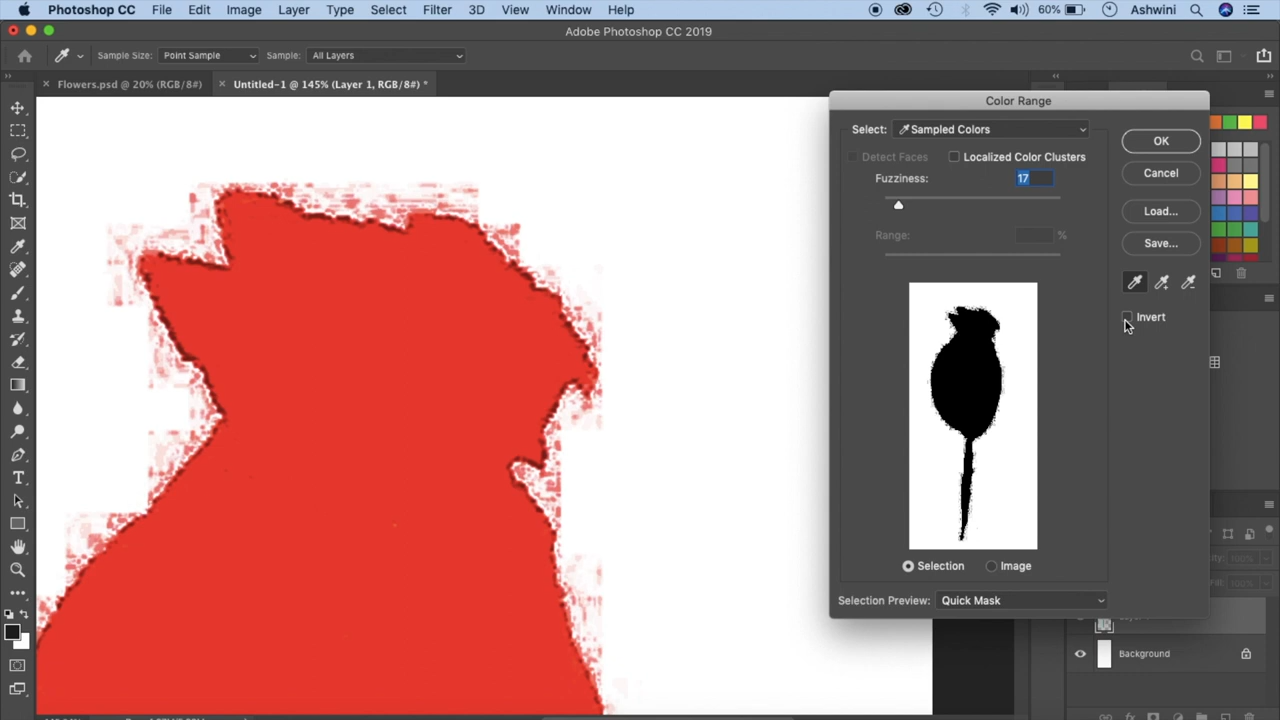 Photoshop CC File Edit Image Layer Type Select Filter 3D View Window Help 60% Ashwini
Adobe Photoshop CC 2019
Sample Size: Point Sample Sample: All Layers
Flowers.psd @ 20% (RGB/8#) Untitled-1 @ 145% (Layer 1, RGB/8#) *
Color Range
Select: Sampled Colors
OK
Detect Faces Localized Color Clusters
Cancel
Fuzziness: 17
Load...
Range: %
Save...
Invert
Selection Image
Selection Preview: Quick Mask
Background